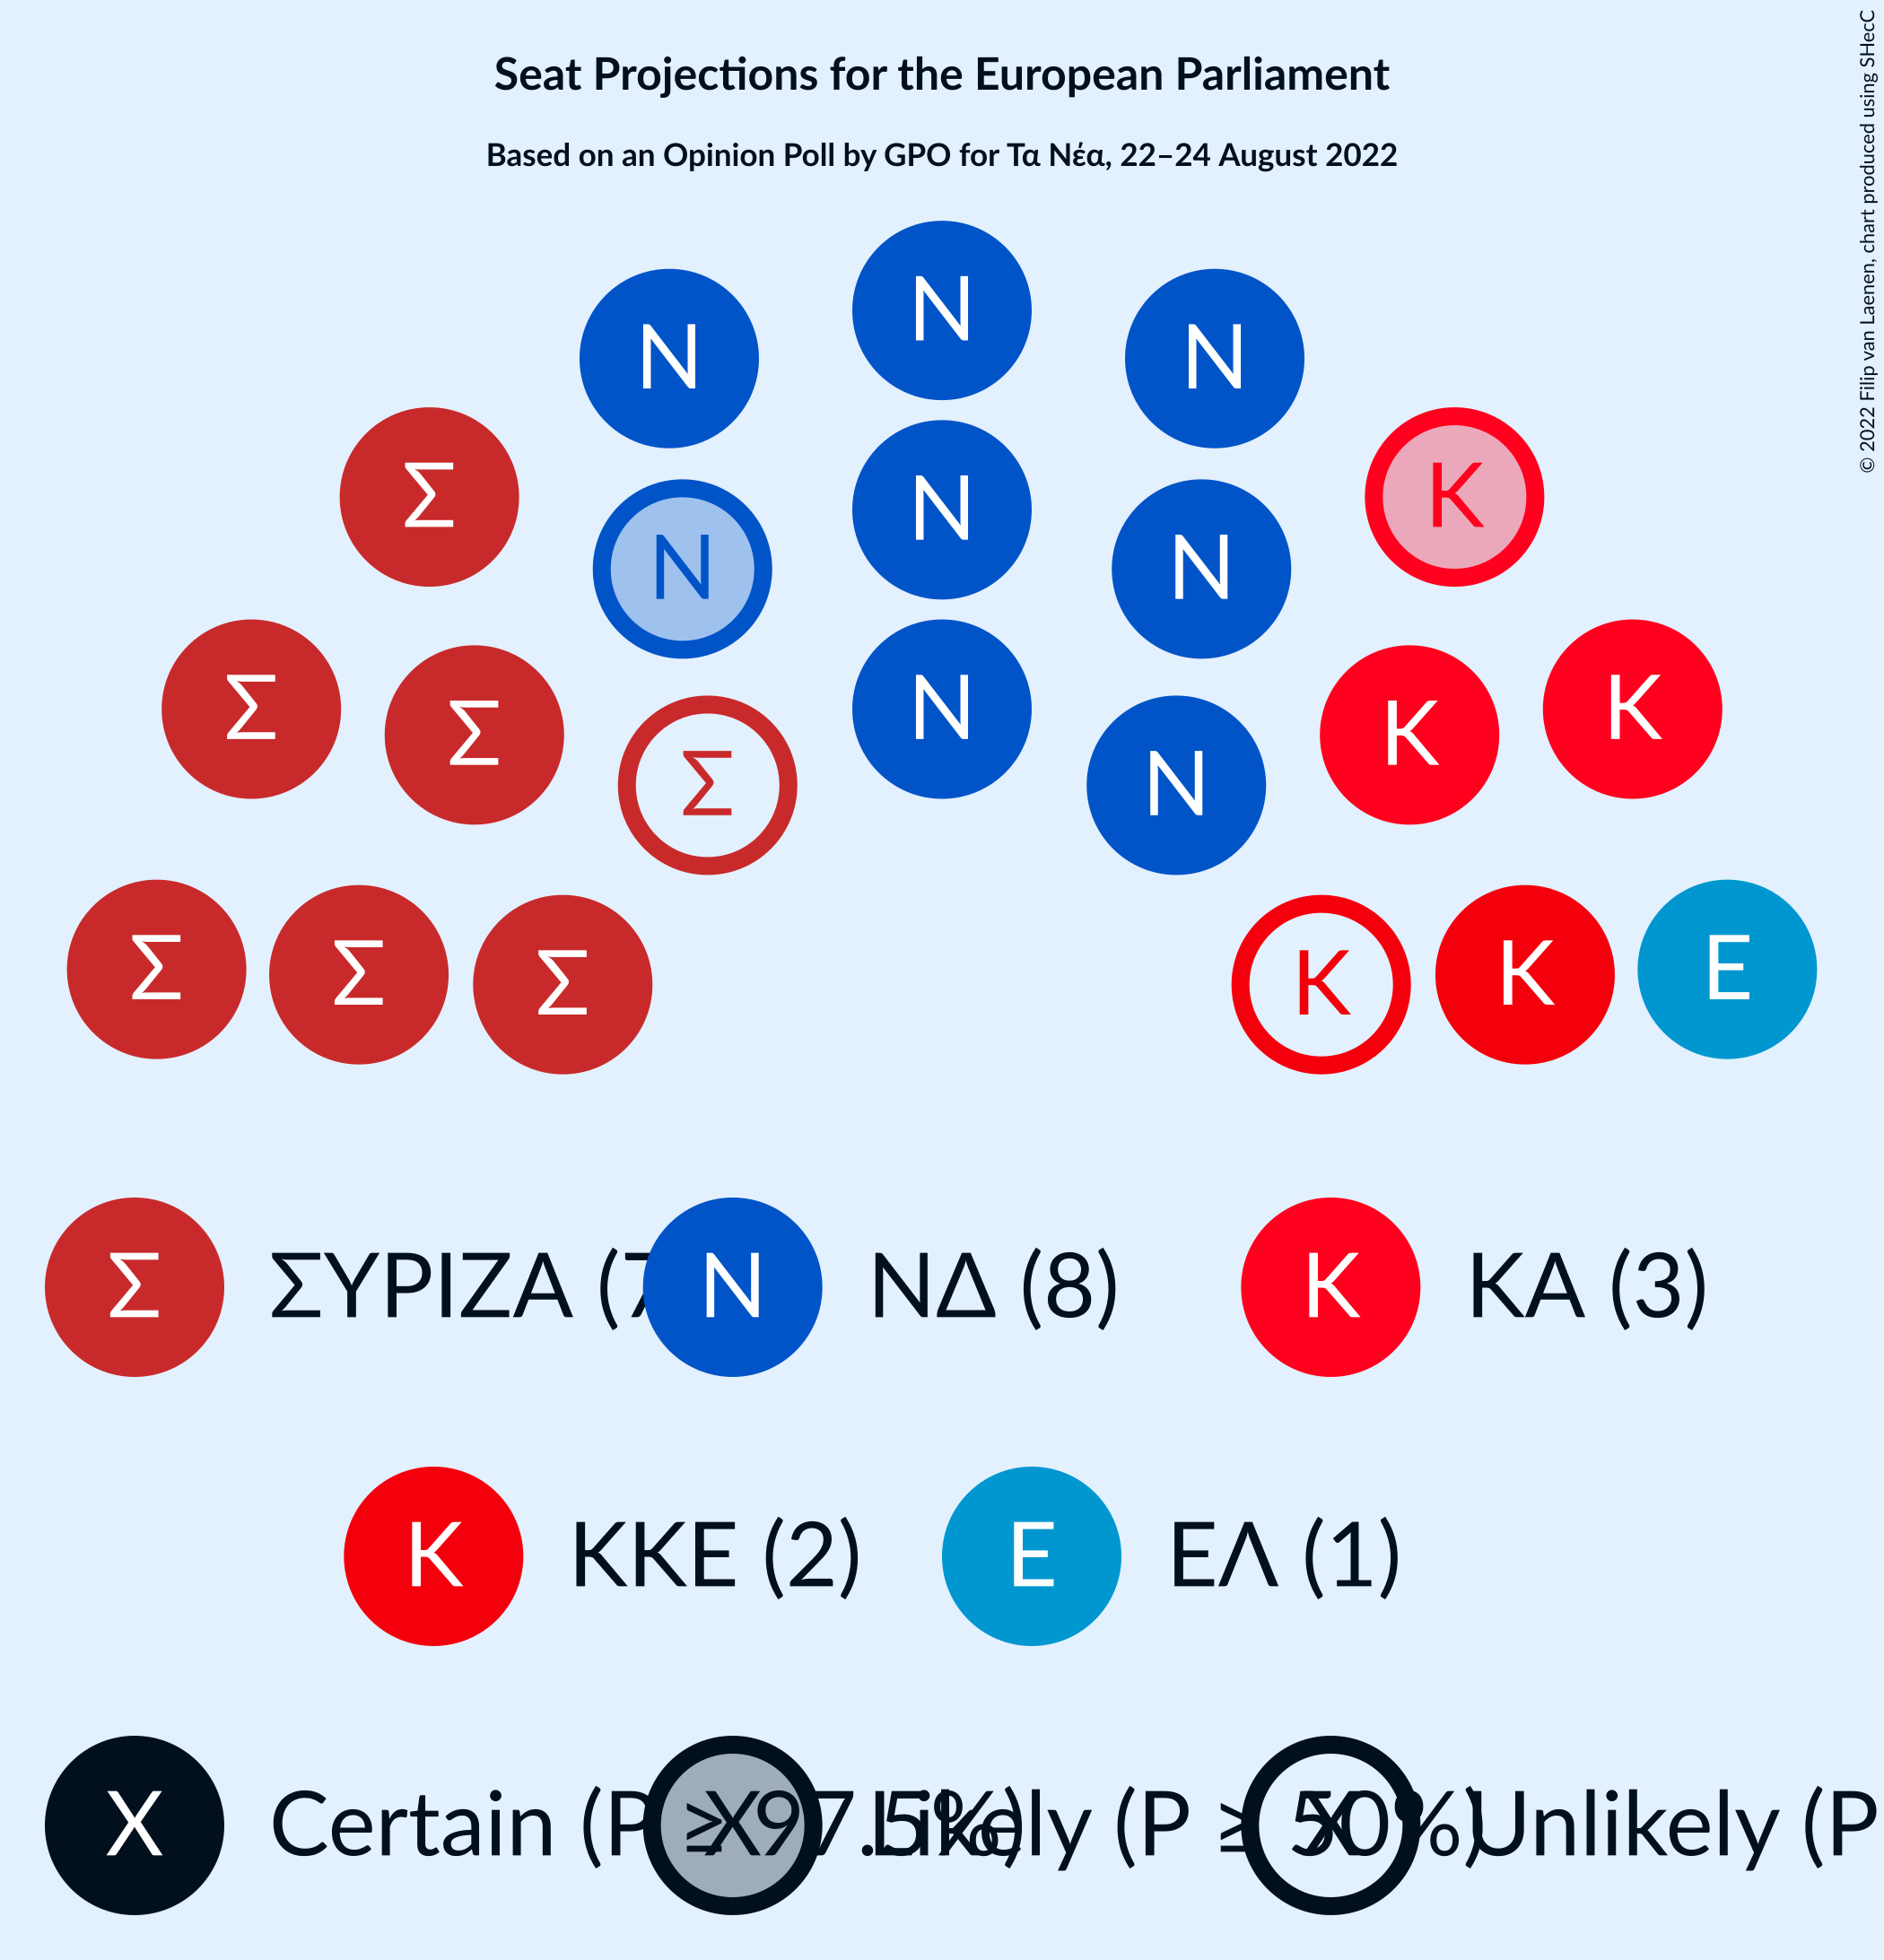 Seat Projections for the European Parliament
Based on an Opinion Poll by GPO for Τα Νέα, 22–24 August 2022
© 2022 Filip van Laenen, chart produced using SHecC
N
N N N
Σ K
N N N
Σ Σ K K
Σ N N
Σ Σ Σ K K E
Σ ΣΥΡΙΖΑ (7 N ΝΔ (8) K ΚΑ (3)
K ΚΚΕ (2) E ΕΛ (1)
X Certain (P ≥ 97.5%) X Likely (P ≥ 50%) X Unlikely (P